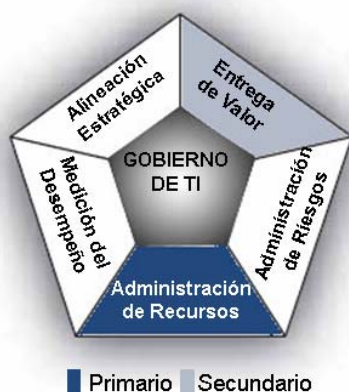 Alineación
Estratégica
Entrega
de Valor
GOBIERNO
DE TI
Medición del
Desempeño
Administración
de Riesgos
Administración
de Recursos
Primario
Secundario